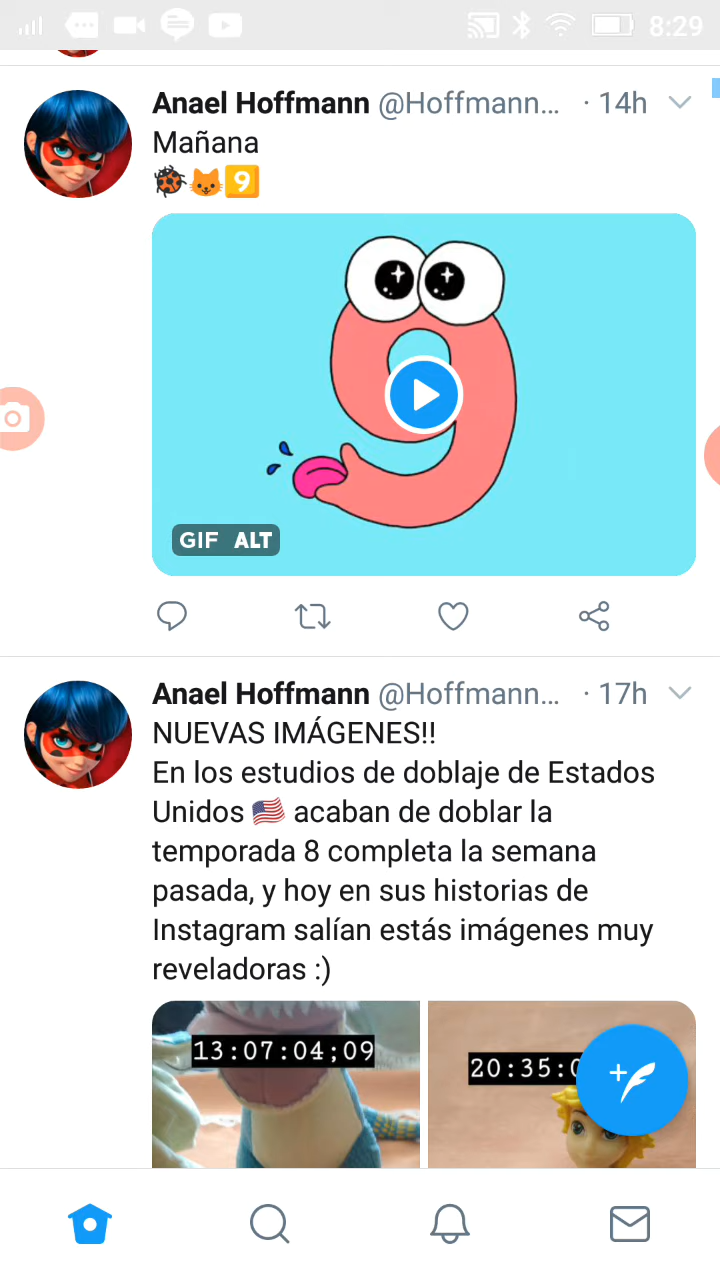 8:29
Anael Hoffmann @Hoffmann... · 14h
Mañana
🐞🐱9️⃣
GIF ALT
Anael Hoffmann @Hoffmann... · 17h
NUEVAS IMÁGENES!!
En los estudios de doblaje de Estados
Unidos 🇺🇸 acaban de doblar la
temporada 8 completa la semana
pasada, y hoy en sus historias de
Instagram salían estás imágenes muy
reveladoras :)
13:07:04;09
20:35:0